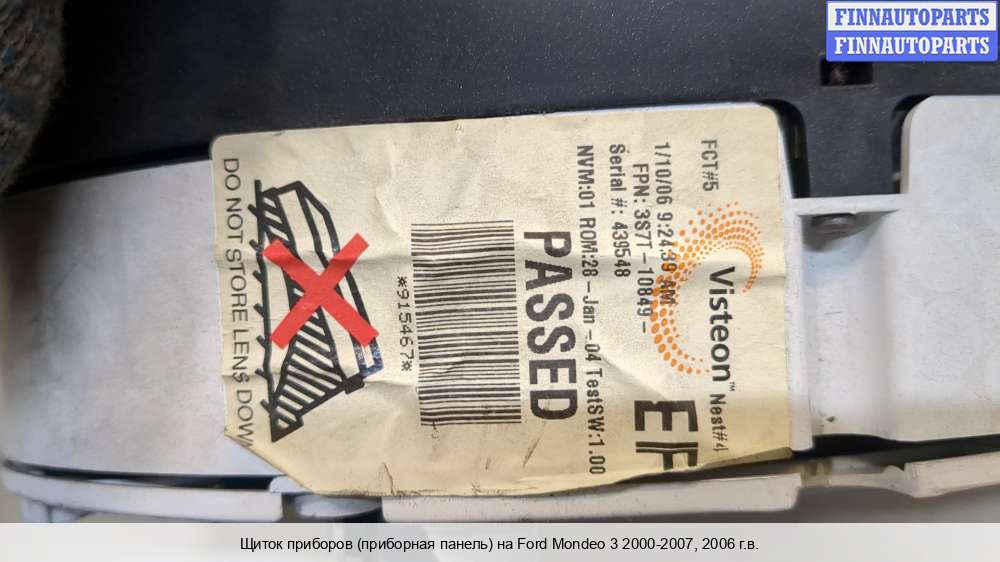 FINNAUTOPARTS
FINNAUTOPARTS
Visteon™ Nest#4
FCT#5
1/10/06 9:24:39 AM
FPN: 3S7T-10849- EF
Serial #: 439548
NVM:01 ROM:28-Jan-04 TestSW:1.00
PASSED
*915467*
DO NOT STORE LENS DOWN
Щиток приборов (приборная панель) на Ford Mondeo 3 2000-2007, 2006 г.в.